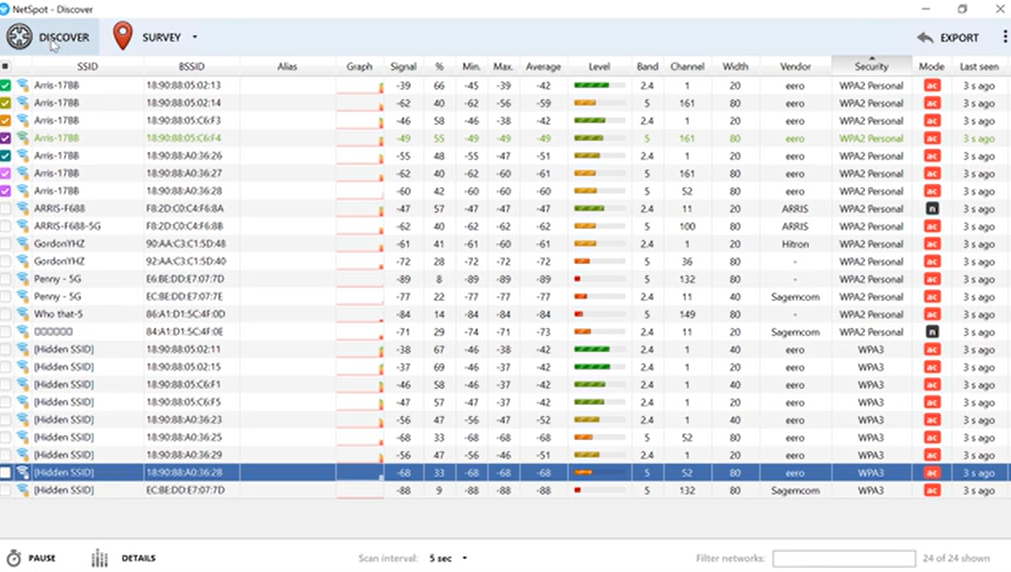 NetSpot - Discover
DISCOVER SURVEY EXPORT
SSID BSSID Alias Graph Signal % Min. Max. Average Level Band Channel Width Vendor Security Mode Last seen
Arris-17BB 18:90:88:05:02:13 -39 66 -45 -39 -42 2.4 1 20 eero WPA2 Personal ac 3 s ago
Arris-17BB 18:90:88:05:02:14 -62 40 -62 -56 -59 5 161 80 eero WPA2 Personal ac 3 s ago
Arris-17BB 18:90:88:05:C6:F3 -46 58 -46 -38 -42 2.4 1 20 eero WPA2 Personal ac 3 s ago
Arris-17BB 18:90:88:05:C6:F4 -49 55 -49 -49 -49 5 161 80 eero WPA2 Personal ac 3 s ago
Arris-17BB 18:90:88:A0:36:26 -55 48 -55 -47 -51 2.4 1 20 eero WPA2 Personal ac 3 s ago
Arris-17BB 18:90:88:A0:36:27 -62 40 -62 -60 -61 5 161 80 eero WPA2 Personal ac 3 s ago
Arris-17BB 18:90:88:A0:36:28 -60 42 -60 -60 -60 5 52 80 eero WPA2 Personal ac 3 s ago
ARRIS-F688 F8:2D:C0:C4:F6:8A -47 57 -47 -47 -47 2.4 11 20 ARRIS WPA2 Personal n 3 s ago
ARRIS-F688-5G F8:2D:C0:C4:F6:8B -62 40 -62 -62 -62 5 100 80 ARRIS WPA2 Personal ac 3 s ago
GordonYHZ 90:AA:C3:C1:5D:48 -61 41 -61 -60 -61 2.4 1 20 Hitron WPA2 Personal ac 3 s ago
GordonYHZ 92:AA:C3:C1:5D:40 -72 28 -72 -72 -72 5 36 80 - WPA2 Personal ac 3 s ago
Penny - 5G E6:BE:DD:E7:07:7D -89 8 -89 -89 -89 5 132 80 - WPA2 Personal ac 3 s ago
Penny - 5G EC:BE:DD:E7:07:7E -77 22 -77 -77 -77 2.4 11 40 Sagemcom WPA2 Personal ac 3 s ago
Who that-5 86:A1:D1:5C:4F:0D -84 14 -84 -84 -84 5 149 80 - WPA2 Personal ac 3 s ago
□□□□□□ 84:A1:D1:5C:4F:0E -71 29 -74 -71 -73 2.4 11 20 Sagemcom WPA2 Personal n 3 s ago
[Hidden SSID] 18:90:88:05:02:11 -38 67 -46 -38 -42 2.4 1 40 eero WPA3 ac 3 s ago
[Hidden SSID] 18:90:88:05:02:15 -37 69 -46 -37 -42 2.4 1 20 eero WPA3 ac 3 s ago
[Hidden SSID] 18:90:88:05:C6:F1 -46 58 -46 -37 -42 2.4 1 40 eero WPA3 ac 3 s ago
[Hidden SSID] 18:90:88:05:C6:F5 -47 57 -47 -37 -42 2.4 1 20 eero WPA3 ac 3 s ago
[Hidden SSID] 18:90:88:A0:36:23 -56 47 -56 -47 -52 2.4 1 40 eero WPA3 ac 3 s ago
[Hidden SSID] 18:90:88:A0:36:25 -68 33 -68 -68 -68 5 52 80 eero WPA3 ac 3 s ago
[Hidden SSID] 18:90:88:A0:36:29 -56 47 -56 -46 -51 2.4 1 20 eero WPA3 ac 3 s ago
[Hidden SSID] 18:90:88:A0:36:2B -68 33 -68 -68 -68 5 52 80 eero WPA3 ac 3 s ago
[Hidden SSID] EC:BE:DD:E7:07:7D -88 9 -88 -88 -88 5 132 80 Sagemcom WPA3 ac 3 s ago
PAUSE DETAILS Scan interval: 5 sec Filter networks: 24 of 24 shown